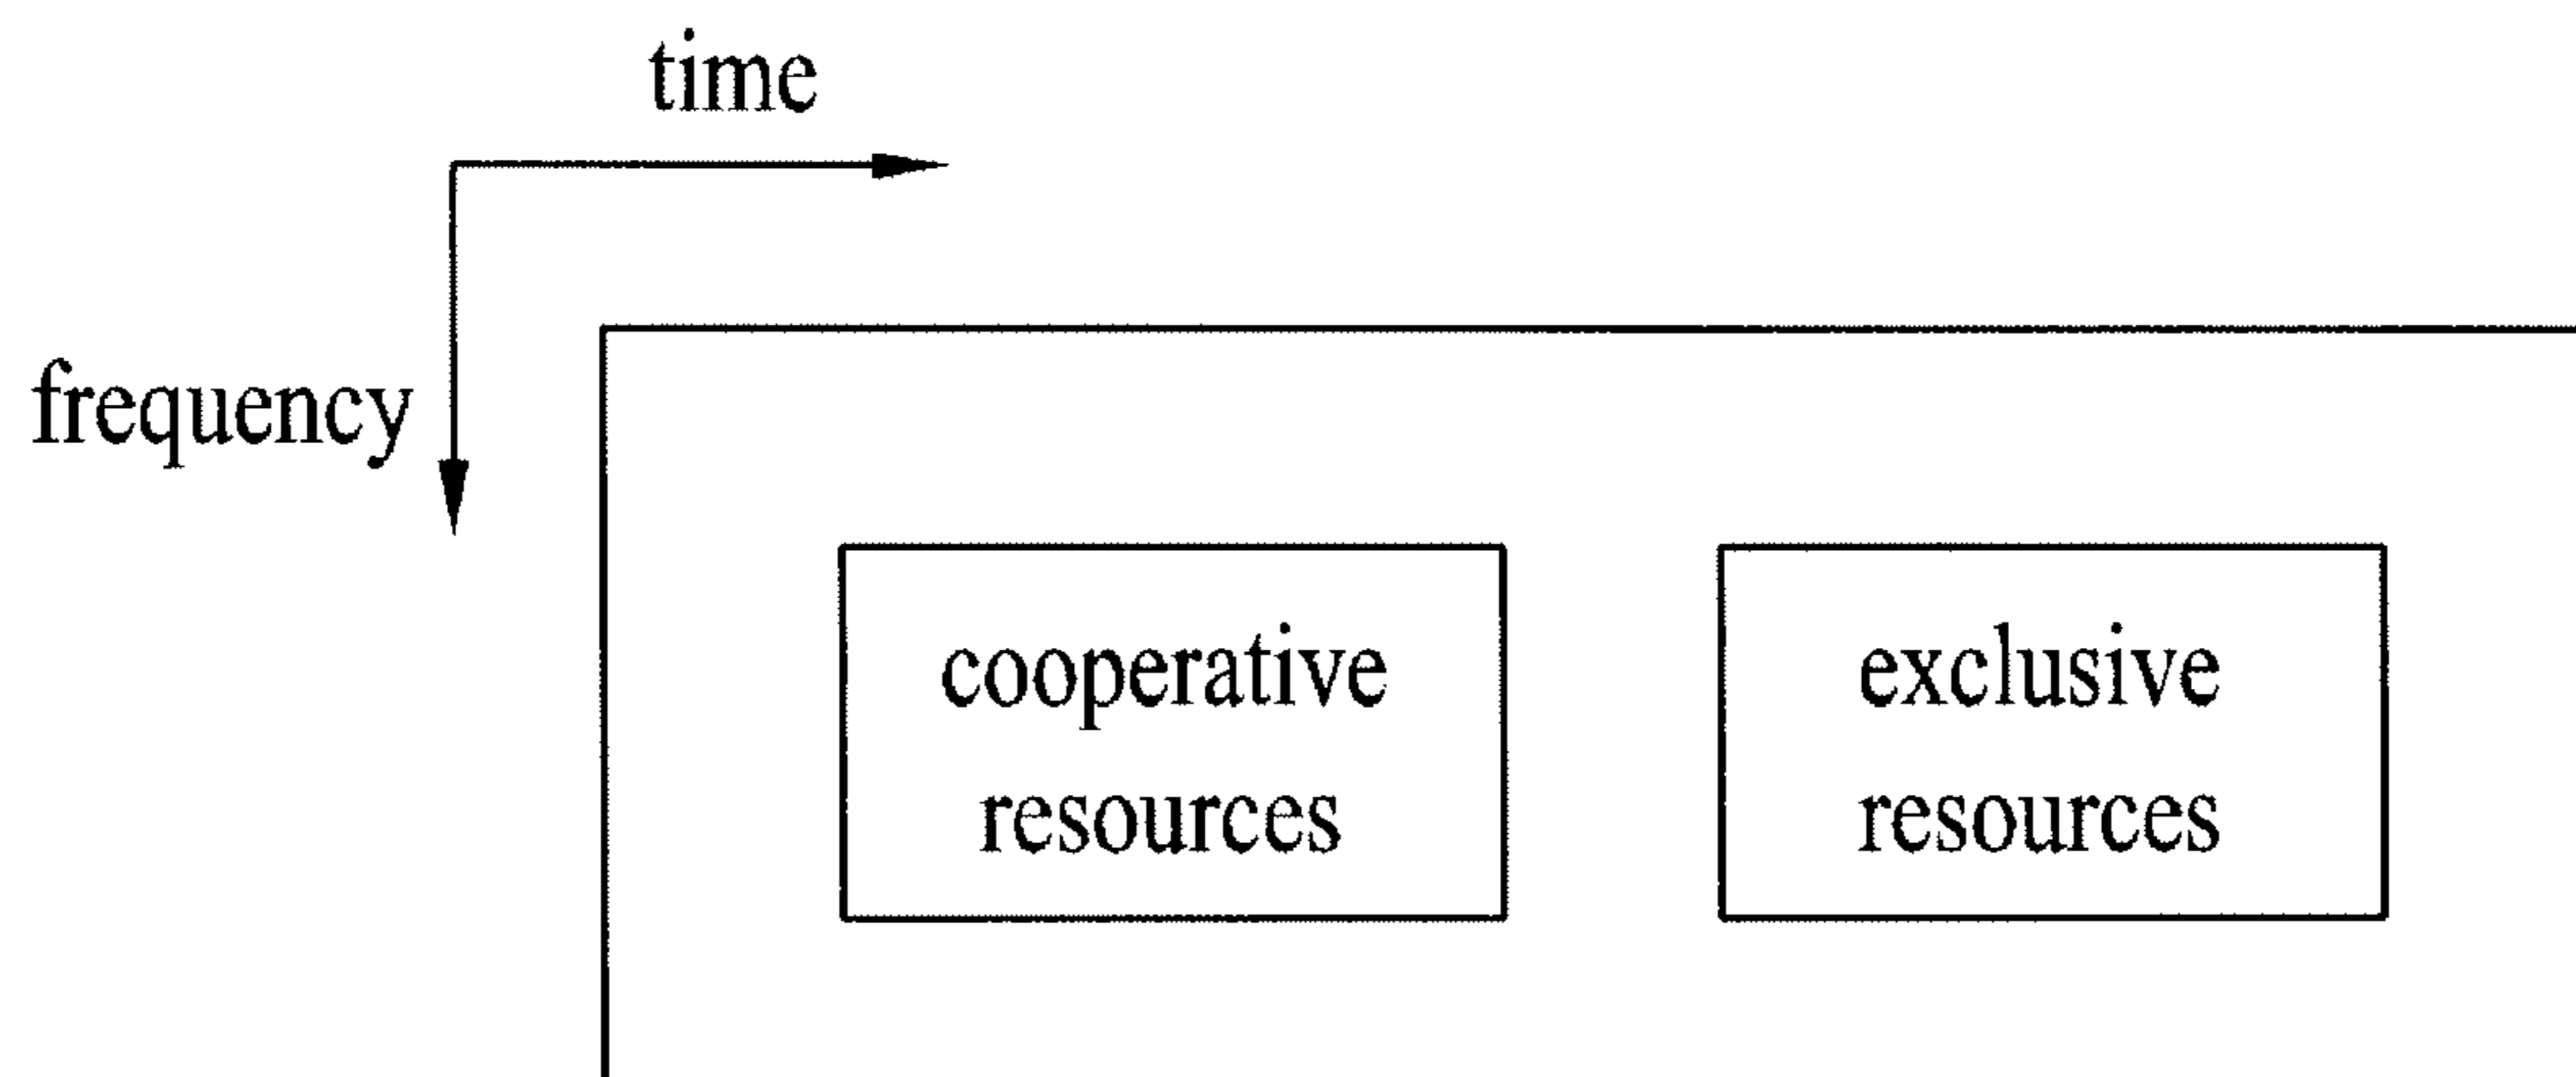 time
frequency
cooperative
resources
exclusive
resources